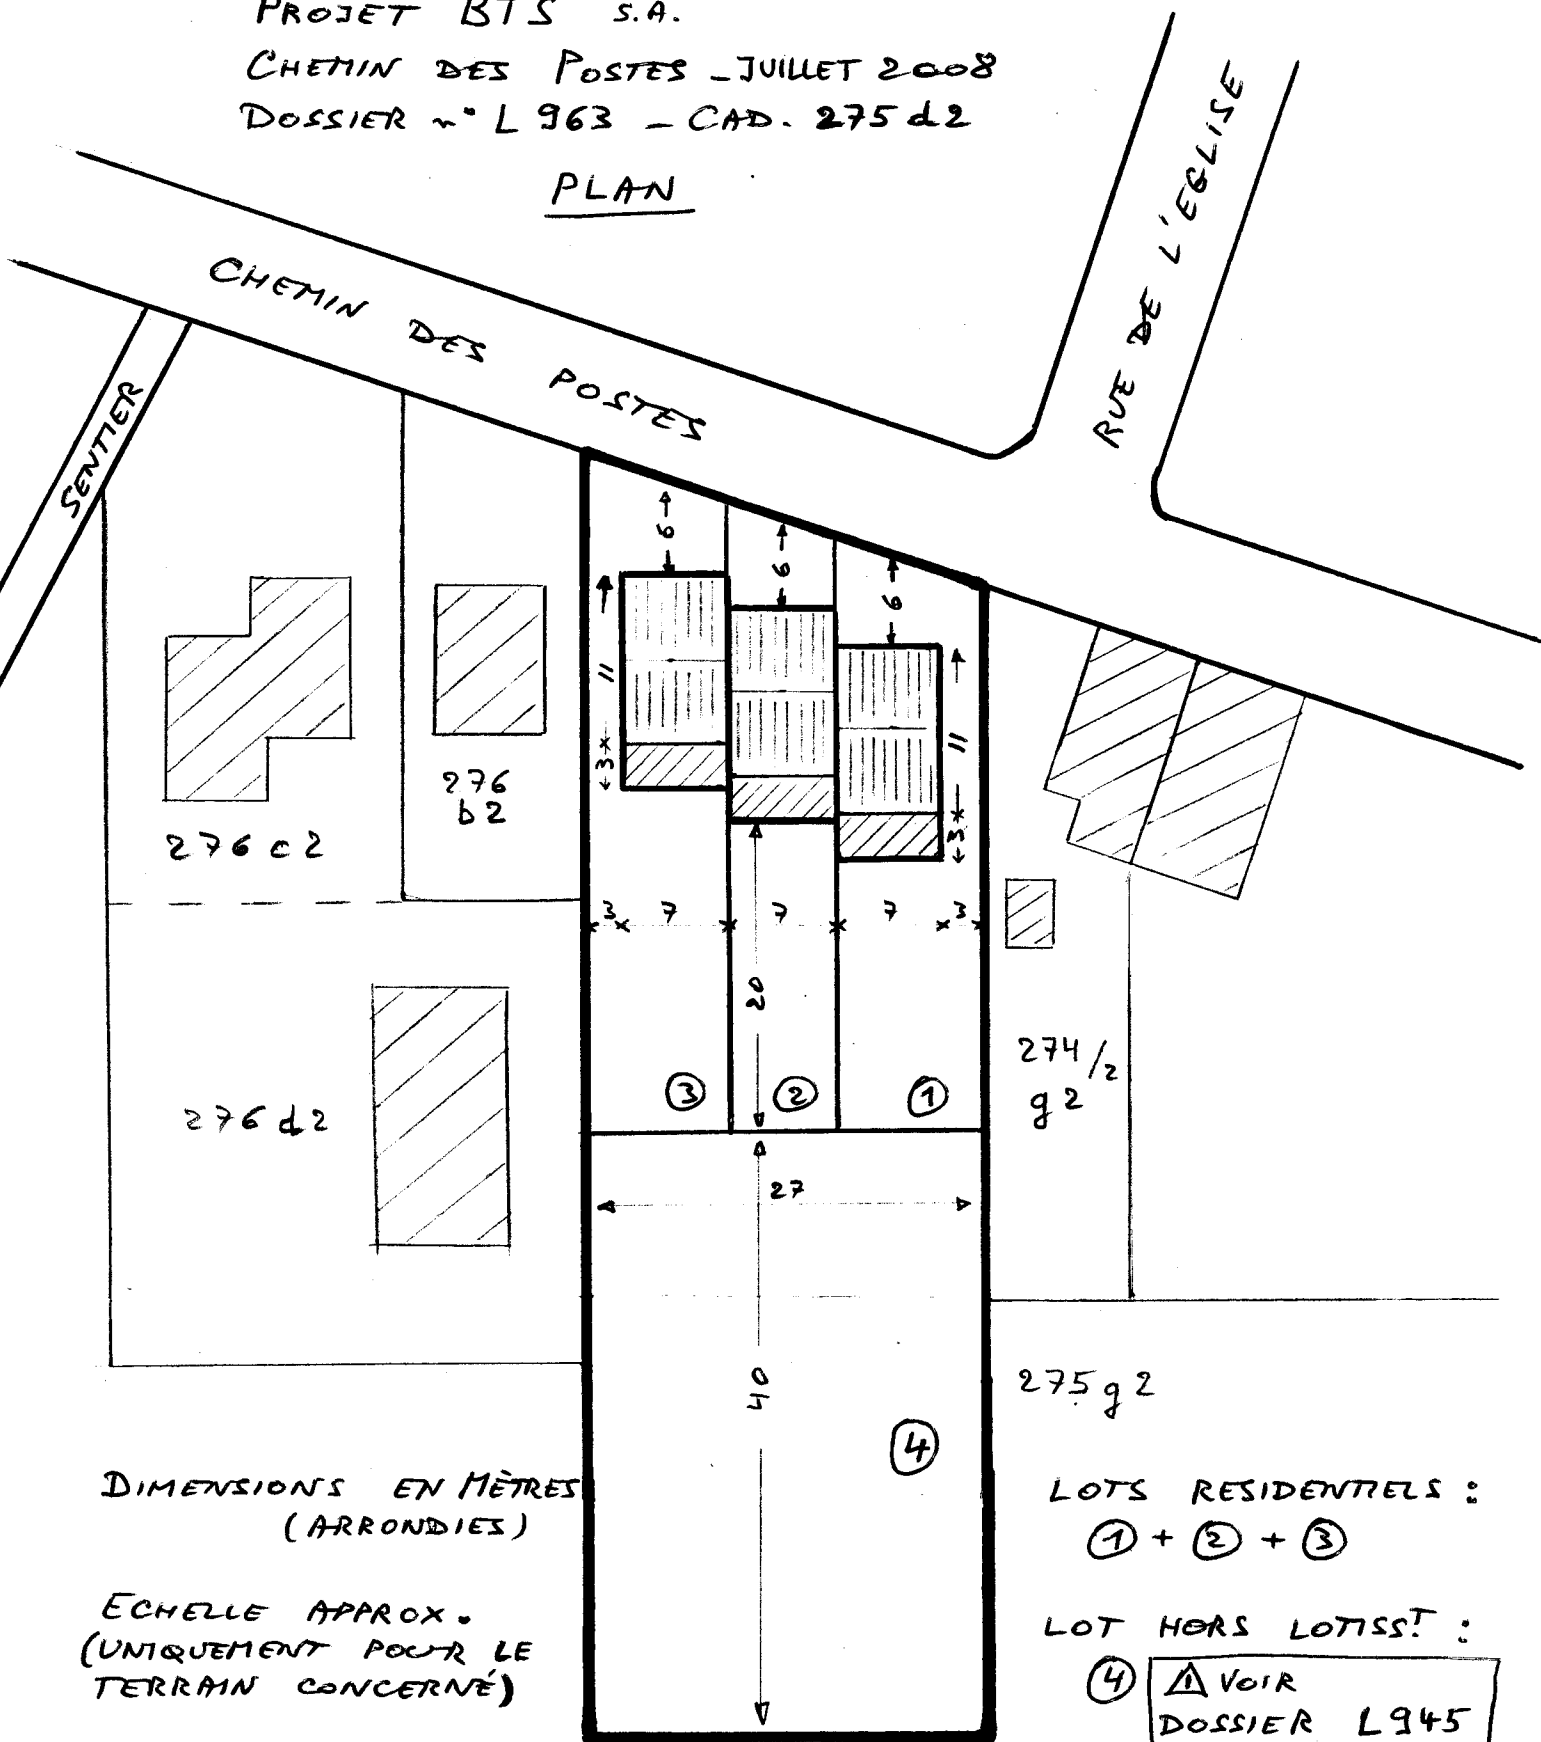 PROJET BTS S.A.
CHEMIN DES POSTES - JUILLET 2008
DOSSIER n° L 963 - CAD. 275 d2
PLAN
CHEMIN DES POSTES
RUE DE L'EGLISE
SENTIER
6
6
6
11
3
11
3
276
b2
276 c2
3 7 7 7 3
20
274/2
g2
276 d2
3
2
1
27
40
275 g2
4
DIMENSIONS EN MÈTRES
(ARRONDIES)
ECHELLE APPROX.
(UNIQUEMENT POUR LE
TERRAIN CONCERNÉ)
LOTS RESIDENTIELS :
1 + 2 + 3
LOT HORS LOTISST :
4 ⚠ VOIR
DOSSIER L945